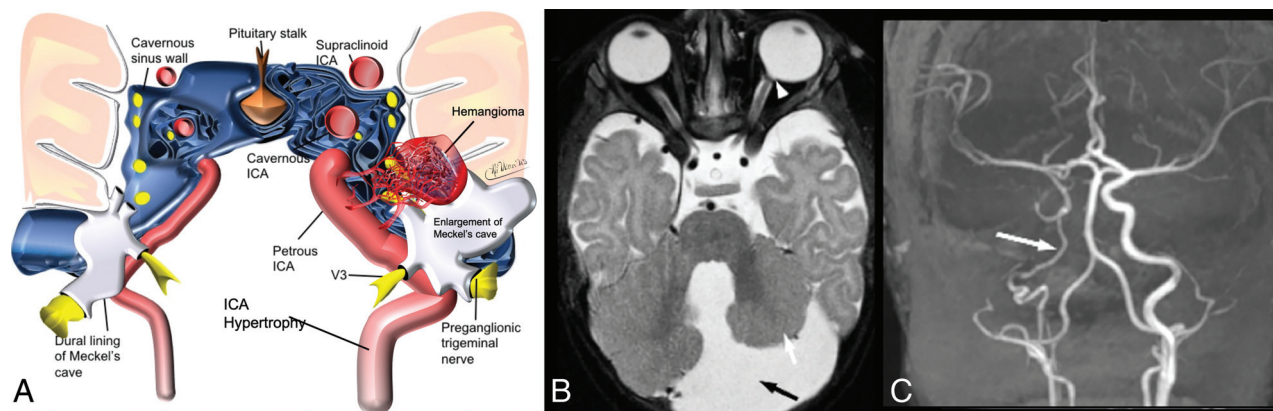 Cavernous
sinus wall
Pituitary stalk
Supraclinoid
ICA
Hemangioma
Cavernous
ICA
Enlargement of
Meckel's cave
Petrous
ICA
V3
ICA
Hypertrophy
Dural lining
of Meckel's
cave
Preganglionic
trigeminal
nerve
A
B
C